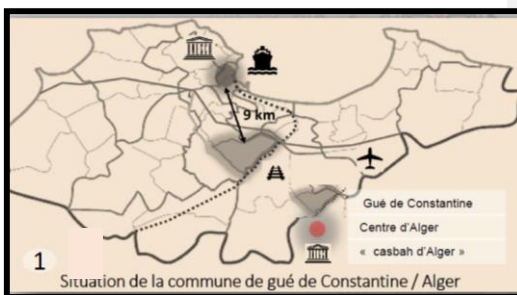 9 km
Gué de Constantine
Centre d'Alger
« casbah d'Alger »
1
Situation de la commune de gué de Constantine / Alger